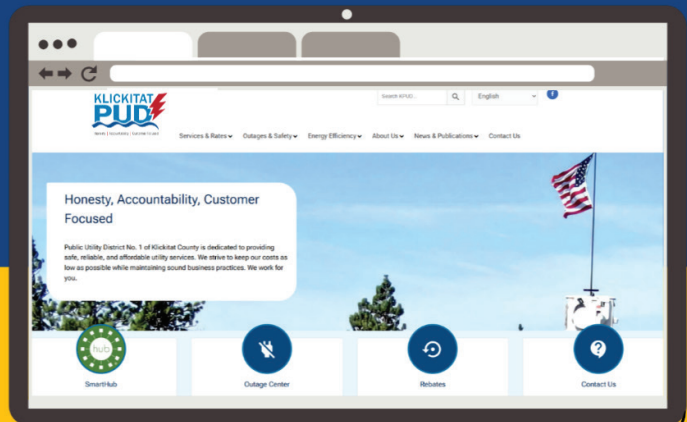 KLICKITAT
PUD
Search KPUD...
English
Services & Rates
Outages & Safety
Energy Efficiency
About Us
News & Publications
Contact Us
Honesty, Accountability, Customer
Focused
Public Utility District No. 1 of Klickitat County is dedicated to providing
safe, reliable, and affordable utility services. We strive to keep our costs as
low as possible while maintaining sound business practices. We work for
you.
hub
SmartHub
Outage Center
Rebates
Contact Us